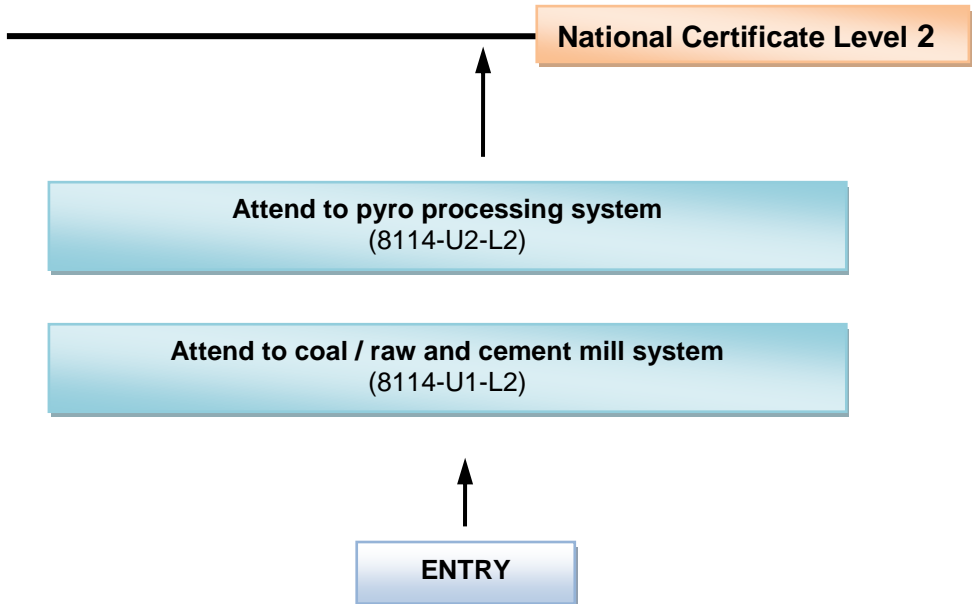 National Certificate Level 2
Attend to pyro processing system
(8114-U2-L2)
Attend to coal / raw and cement mill system
(8114-U1-L2)
ENTRY